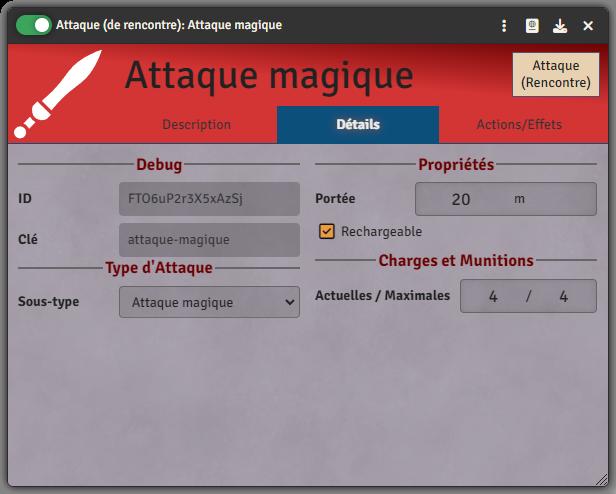 Attaque (de rencontre): Attaque magique
Attaque magique
Attaque
(Rencontre)
Description
Détails
Actions/Effets
Debug
ID
FTO6uP2r3X5xAzSj
Clé
attaque-magique
Type d'Attaque
Sous-type
Attaque magique
Propriétés
Portée
20
m
Rechargeable
Charges et Munitions
Actuelles / Maximales
4 / 4